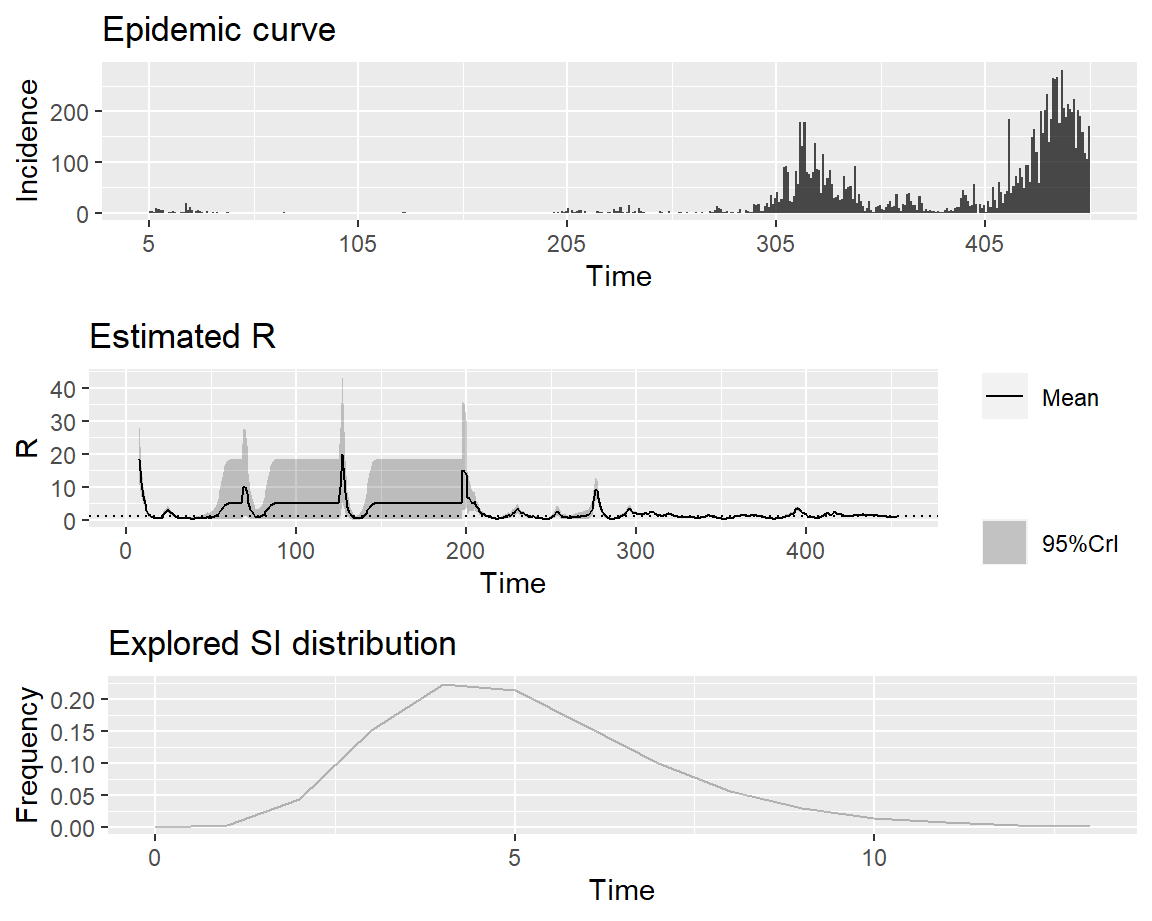 Epidemic curve
Incidence
200
100
0
5 105 205 305 405
Time
Estimated R
R
40
30
20
10
0
0 100 200 300 400
Time
Mean
95%CrI
Explored SI distribution
Frequency
0.20
0.15
0.10
0.05
0.00
0 5 10
Time